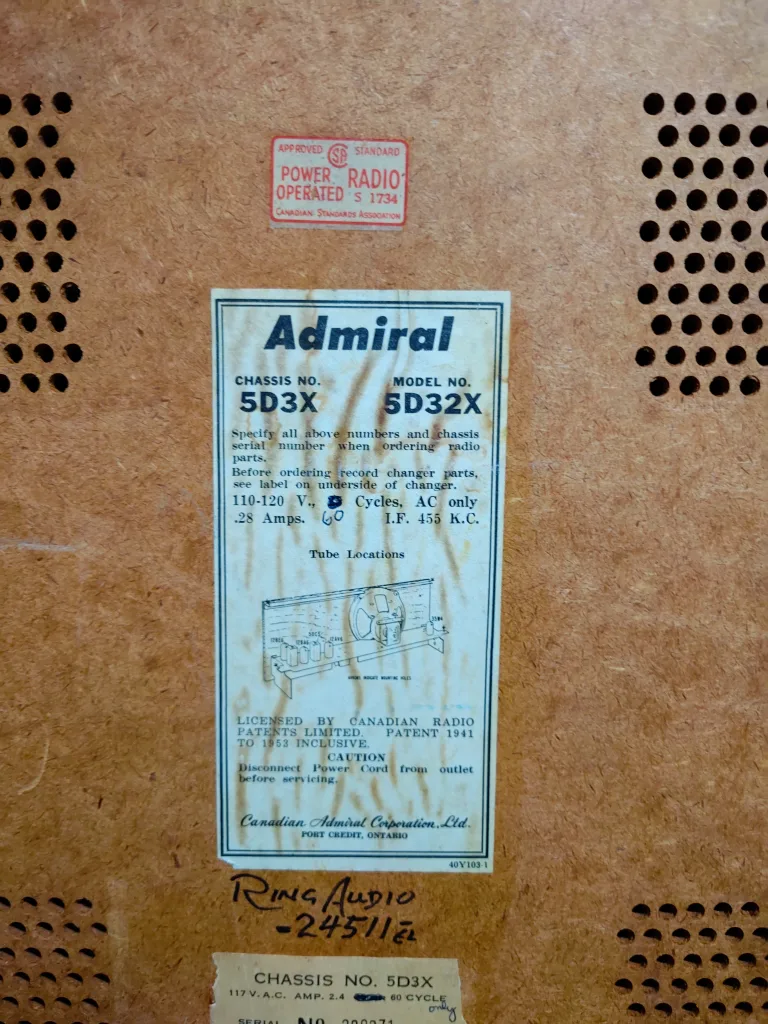 APPROVED CSA STANDARD
POWER RADIO
OPERATED S 1734
CANADIAN STANDARDS ASSOCIATION
Admiral
CHASSIS NO. MODEL NO.
5D3X 5D32X
Specify all above numbers and chassis
serial number when ordering radio
parts.
Before ordering record changer parts,
see label on underside of changer.
110-120 V., Cycles, AC only
.28 Amps. 60 I.F. 455 K.C.
Tube Locations
LICENSED BY CANADIAN RADIO
PATENTS LIMITED. PATENT 1941
TO 1953 INCLUSIVE.
CAUTION
Disconnect Power Cord from outlet
before servicing.
Canadian Admiral Corporation, Ltd.
PORT CREDIT, ONTARIO
40Y103-1
RING AUDIO
-24511-
EL
CHASSIS NO. 5D3X
117 V. A.C. AMP. 2.4 60 CYCLE
only
SERIAL No